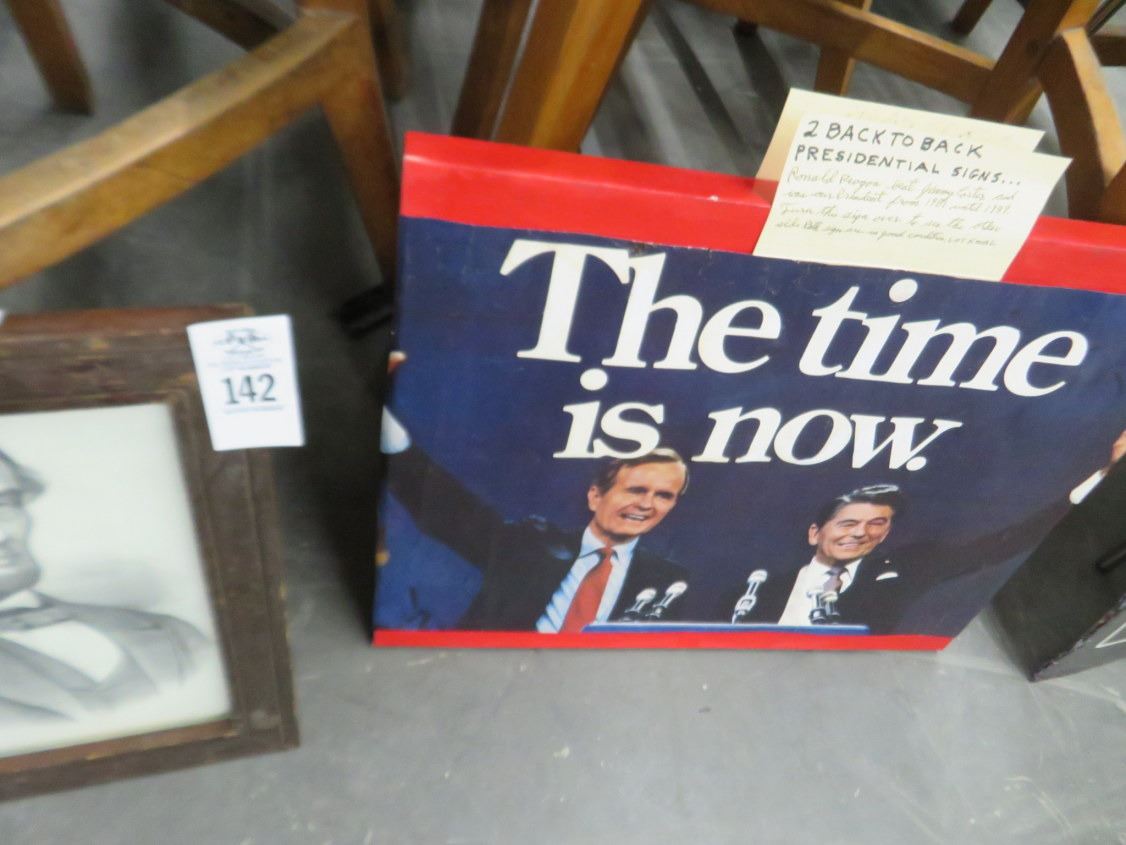 142
2 BACK TO BACK
PRESIDENTIAL SIGNS...
Ronald Reagan beat Jimmy Carter and
was our President from 1981 until 1989.
Turn this sign over to see the other
side. Both signs are in good condition,
The time
is now.